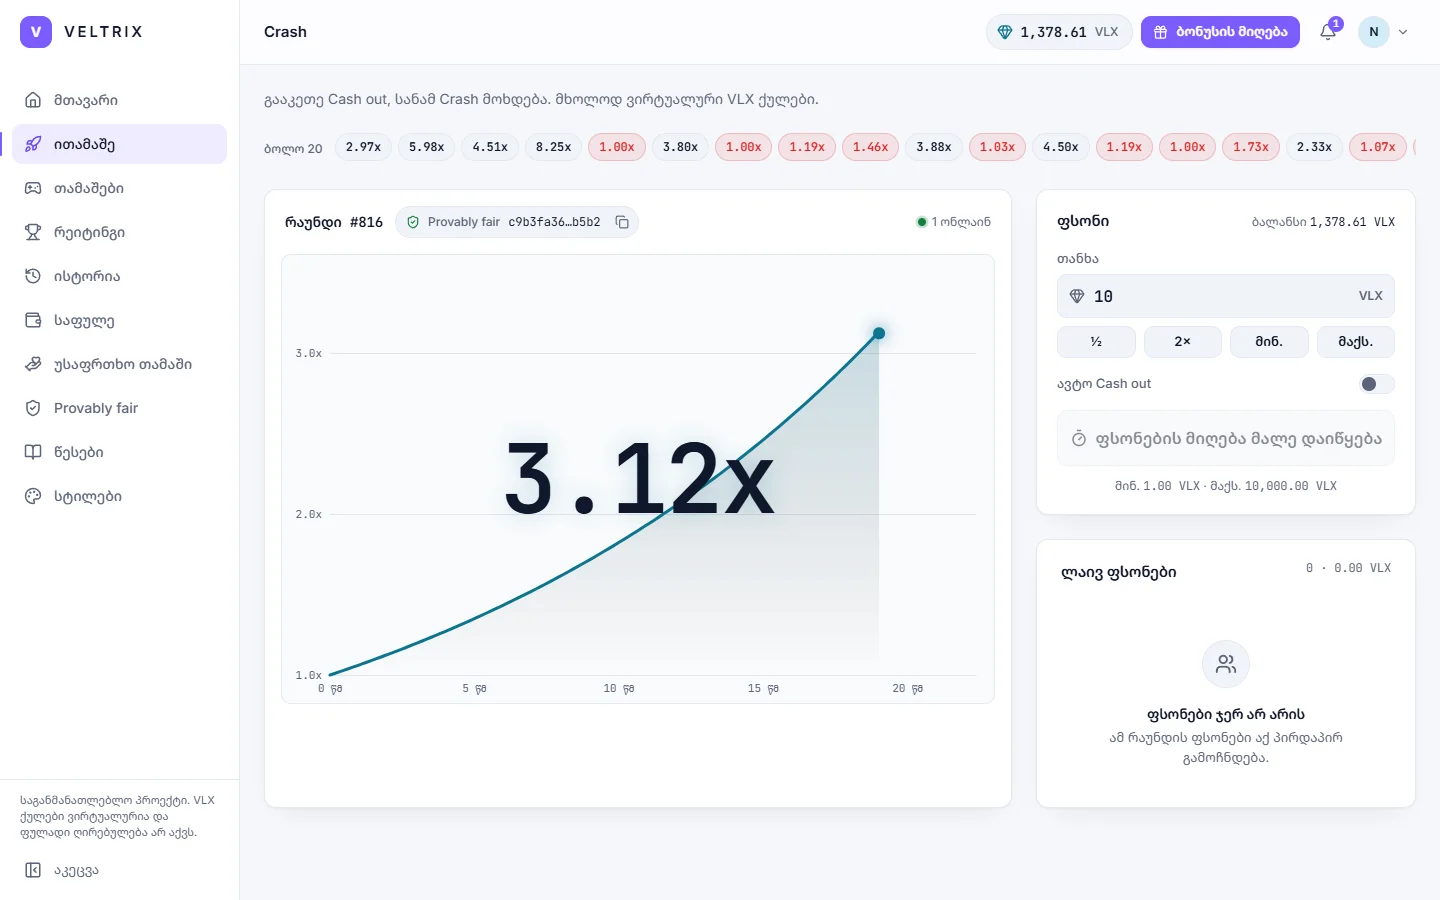 V VELTRIX
Crash
1,378.61 VLX
ბონუსის მიღება
1
N
მთავარი
ითამაშე
თამაშები
რეიტინგი
ისტორია
საფულე
უსაფრთხო თამაში
Provably fair
წესები
სტილები
საგანმანათლებლო პროექტი. VLX
ქულები ვირტუალურია და
ფულადი ღირებულება არ აქვს.
აკეცვა
გააკეთე Cash out, სანამ Crash მოხდება. მხოლოდ ვირტუალური VLX ქულები.
ბოლო 20 2.97x 5.98x 4.51x 8.25x 1.00x 3.80x 1.00x 1.19x 1.46x 3.88x 1.03x 4.50x 1.19x 1.00x 1.73x 2.33x 1.07x
რაუნდი #816 Provably fair c9b3fa36…b5b2
1 ონლაინ
3.0x
3.12x
2.0x
1.0x
0 წმ 5 წმ 10 წმ 15 წმ 20 წმ
ფსონი ბალანსი 1,378.61 VLX
თანხა
10 VLX
½ 2× მინ. მაქს.
ავტო Cash out
ფსონების მიღება მალე დაიწყება
მინ. 1.00 VLX · მაქს. 10,000.00 VLX
ლაივ ფსონები 0 · 0.00 VLX
ფსონები ჯერ არ არის
ამ რაუნდის ფსონები აქ პირდაპირ
გამოჩნდება.